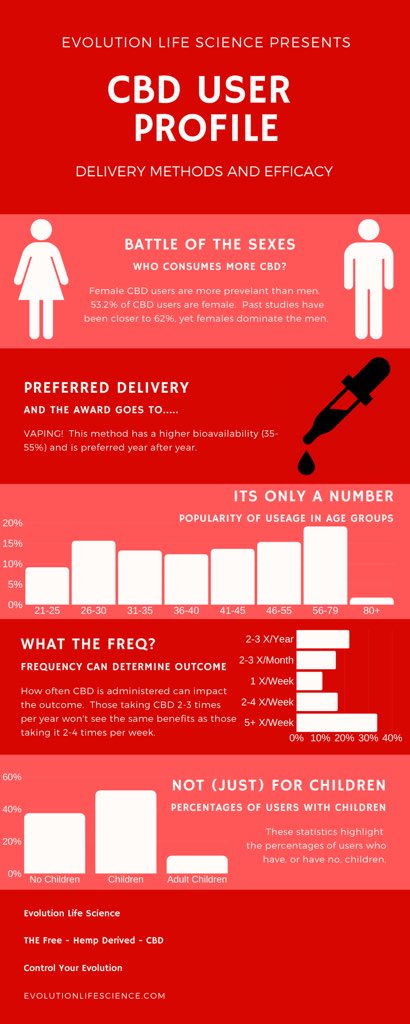 EVOLUTION LIFE SCIENCE PRESENTS
CBD USER
PROFILE
DELIVERY METHODS AND EFFICACY
BATTLE OF THE SEXES
WHO CONSUMES MORE CBD?
Female CBD users are more prevelant than men.
53.2% of CBD users are female. Past studies have
been closer to 62%, yet females dominate the men.
PREFERRED DELIVERY
AND THE AWARD GOES TO.....
VAPING! This method has a higher bioavailability (35-
55%) and is preferred year after year.
ITS ONLY A NUMBER
POPULARITY OF USEAGE IN AGE GROUPS
20%
15%
10%
5%
0%
21-25 26-30 31-35 36-40 41-45 46-55 56-79 80+
WHAT THE FREQ?
FREQUENCY CAN DETERMINE OUTCOME
How often CBD is administered can impact
the outcome. Those taking CBD 2-3 times
per year won't see the same benefits as those
taking it 2-4 times per week.
2-3 X/Year
2-3 X/Month
1 X/Week
2-4 X/Week
5+ X/Week
0% 10% 20% 30% 40%
NOT (JUST) FOR CHILDREN
PERCENTAGES OF USERS WITH CHILDREN
These statistics highlight
the percentages of users who
have, or have no, children.
60%
40%
20%
0%
No Children Children Adult Children
Evolution Life Science
THE Free - Hemp Derived - CBD
Control Your Evolution
EVOLUTIONLIFESCIENCE.COM